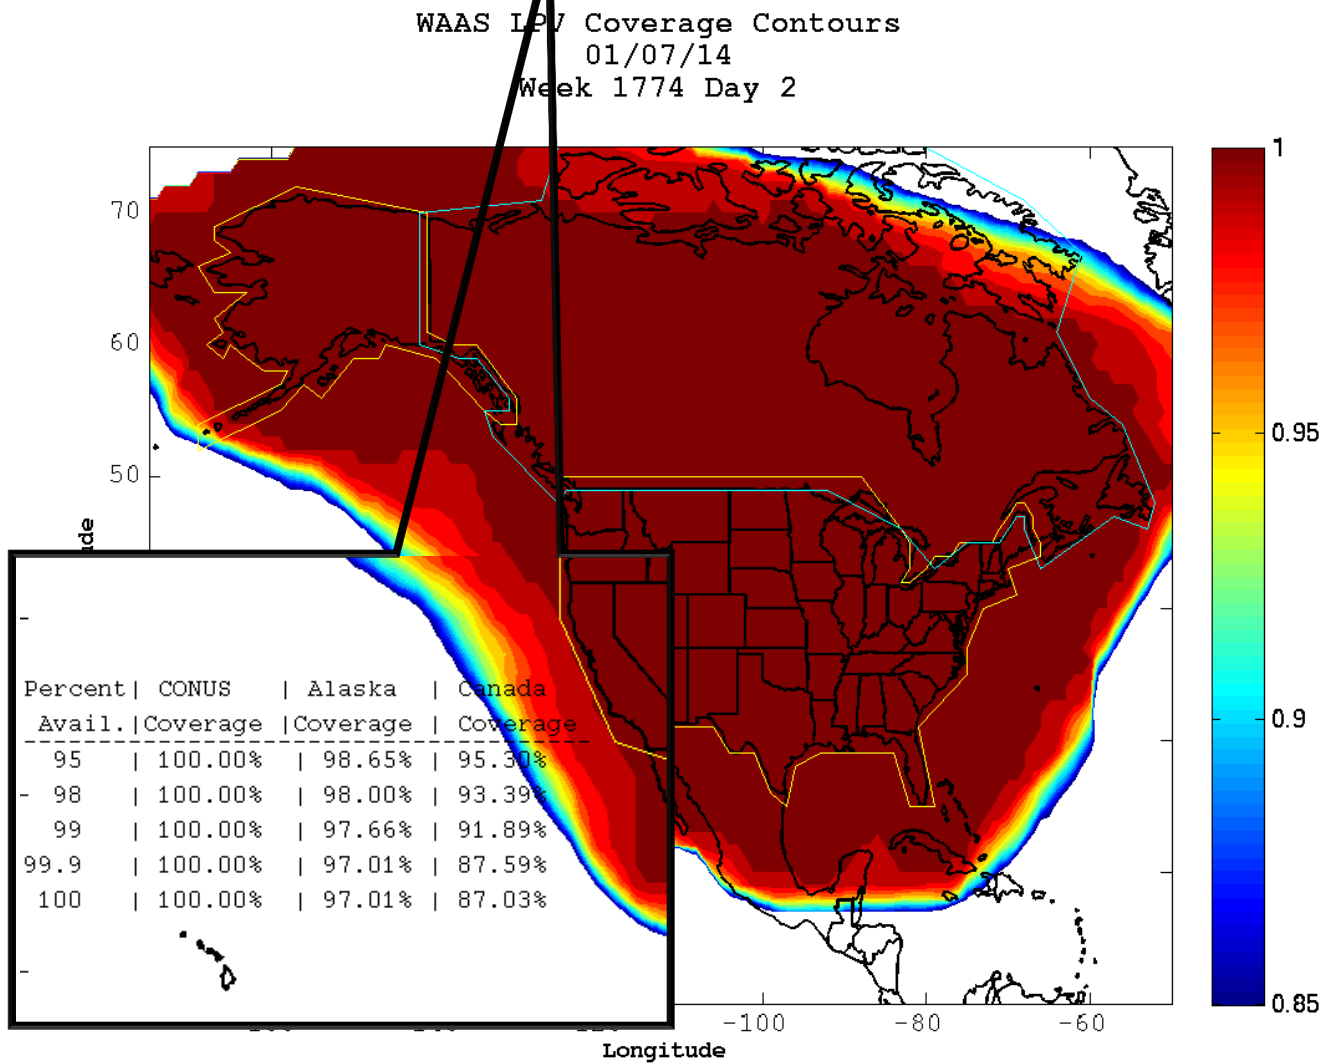 WAAS LPV Coverage Contours
01/07/14
Week 1774 Day 2
70
60
50
ude
Percent| CONUS | Alaska | Canada
Avail.|Coverage |Coverage | Coverage
95 | 100.00% | 98.65% | 95.30%
98 | 100.00% | 98.00% | 93.39%
99 | 100.00% | 97.66% | 91.89%
99.9 | 100.00% | 97.01% | 87.59%
100 | 100.00% | 97.01% | 87.03%
-100
-80
-60
Longitude
1
0.95
0.9
0.85